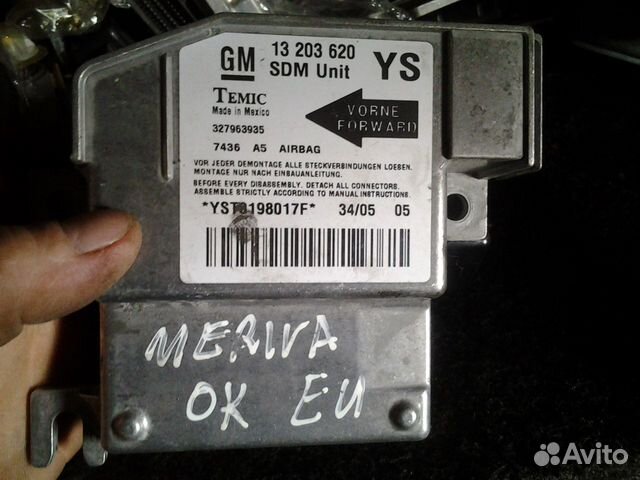 GM 13 203 620 YS
SDM Unit
TEMIC
Made in Mexico
VORNE
FORWARD
327963935
7436 A5 AIRBAG
VOR JEDER DEMONTAGE ALLE STECKVERBINDUNGEN LOESEN.
MONTAGE NUR NACH EINBAUANLEITUNG.
BEFORE EVERY DISASSEMBLY, DETACH ALL CONNECTORS.
ASSEMBLE STRICTLY ACCORDING TO MANUAL INSTRUCTIONS.
*YST0198017F* 34/05 05
MERIVA
OK EU
Avito